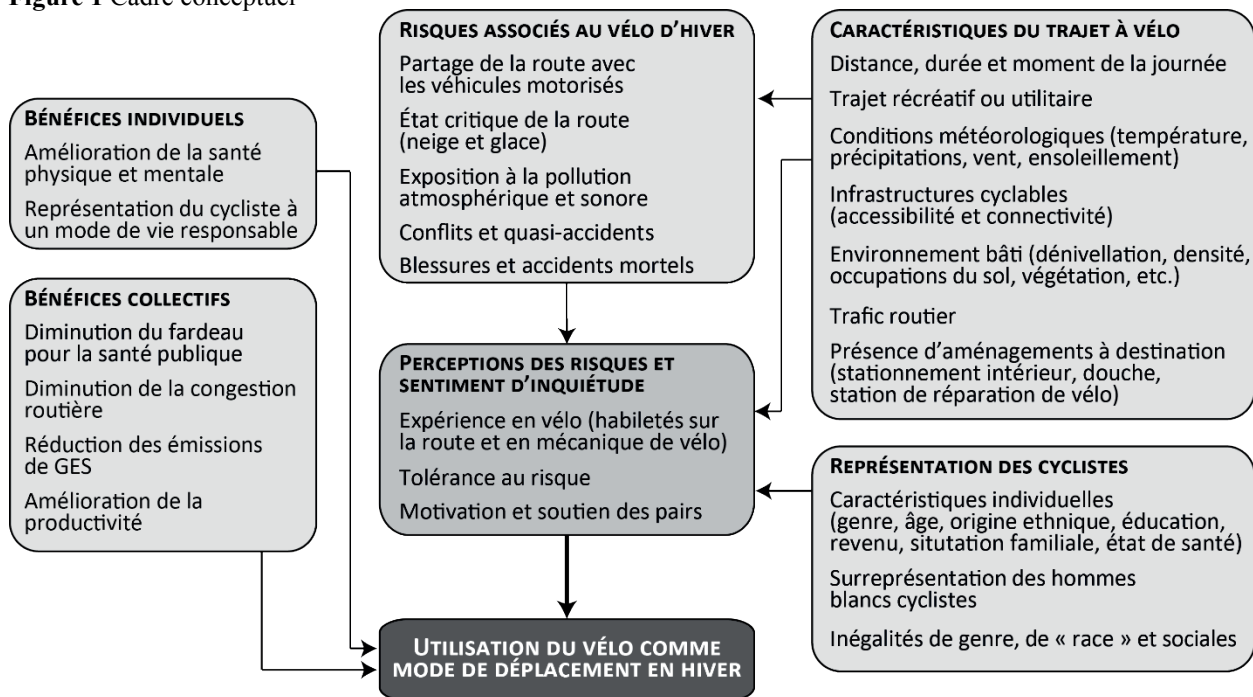 Figure 1 Cadre conceptuel
BÉNÉFICES INDIVIDUELS
Amélioration de la santé
physique et mentale
Représentation du cycliste à
un mode de vie responsable
BÉNÉFICES COLLECTIFS
Diminution du fardeau
pour la santé publique
Diminution de la congestion
routière
Réduction des émissions
de GES
Amélioration de la
productivité
RISQUES ASSOCIÉS AU VÉLO D'HIVER
Partage de la route avec
les véhicules motorisés
État critique de la route
(neige et glace)
Exposition à la pollution
atmosphérique et sonore
Conflits et quasi-accidents
Blessures et accidents mortels
PERCEPTIONS DES RISQUES ET
SENTIMENT D'INQUIÉTUDE
Expérience en vélo (habiletés sur
la route et en mécanique de vélo)
Tolérance au risque
Motivation et soutien des pairs
UTILISATION DU VÉLO COMME
MODE DE DÉPLACEMENT EN HIVER
CARACTÉRISTIQUES DU TRAJET À VÉLO
Distance, durée et moment de la journée
Trajet récréatif ou utilitaire
Conditions météorologiques (température,
précipitations, vent, ensoleillement)
Infrastructures cyclables
(accessibilité et connectivité)
Environnement bâti (dénivellation, densité,
occupations du sol, végétation, etc.)
Trafic routier
Présence d'aménagements à destination
(stationnement intérieur, douche,
station de réparation de vélo)
REPRÉSENTATION DES CYCLISTES
Caractéristiques individuelles
(genre, âge, origine ethnique, éducation,
revenu, situtation familiale, état de santé)
Surreprésentation des hommes
blancs cyclistes
Inégalités de genre, de « race » et sociales